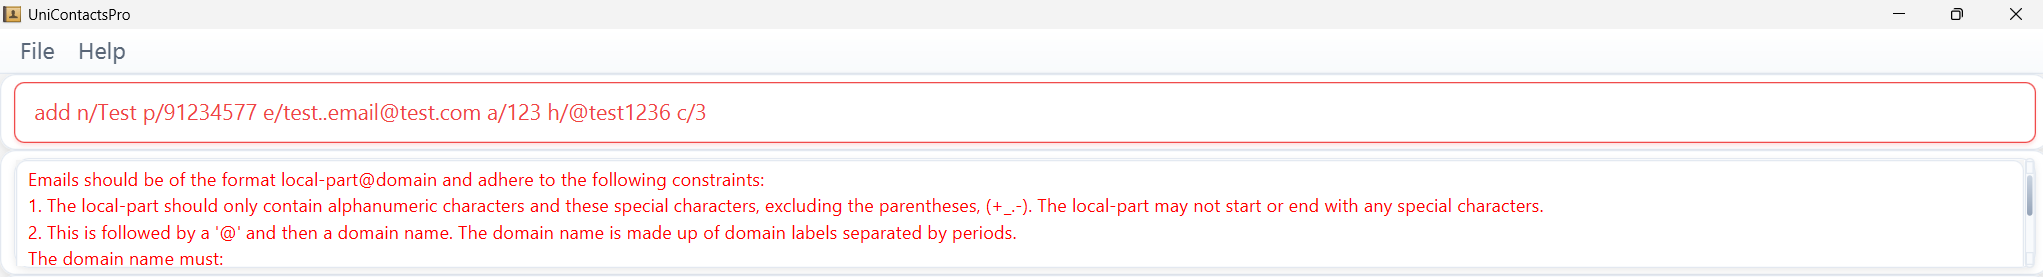 UniContactsPro
File Help
add n/Test p/91234577 e/test..email@test.com a/123 h/@test1236 c/3
Emails should be of the format local-part@domain and adhere to the following constraints:
1. The local-part should only contain alphanumeric characters and these special characters, excluding the parentheses, (+_.-). The local-part may not start or end with any special characters.
2. This is followed by a '@' and then a domain name. The domain name is made up of domain labels separated by periods.
The domain name must: